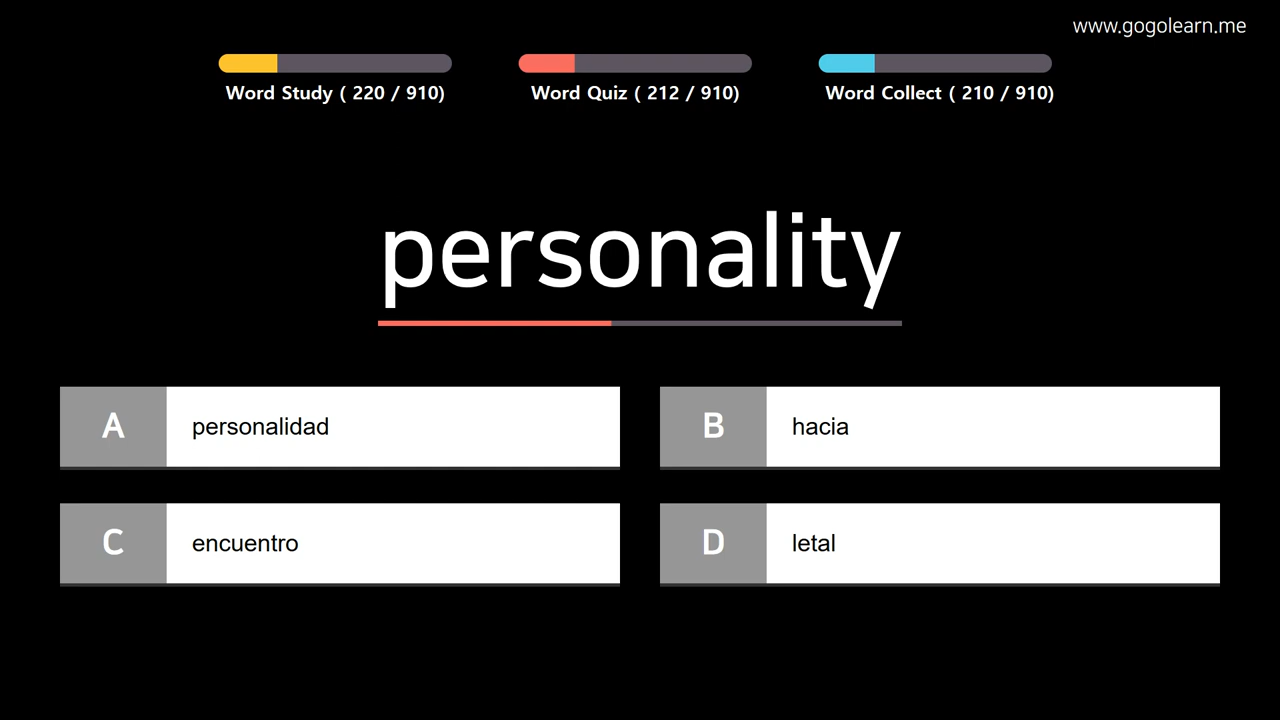 www.gogolearn.me
Word Study ( 220 / 910)
Word Quiz ( 212 / 910)
Word Collect ( 210 / 910)
personality
A personalidad
B hacia
C encuentro
D letal